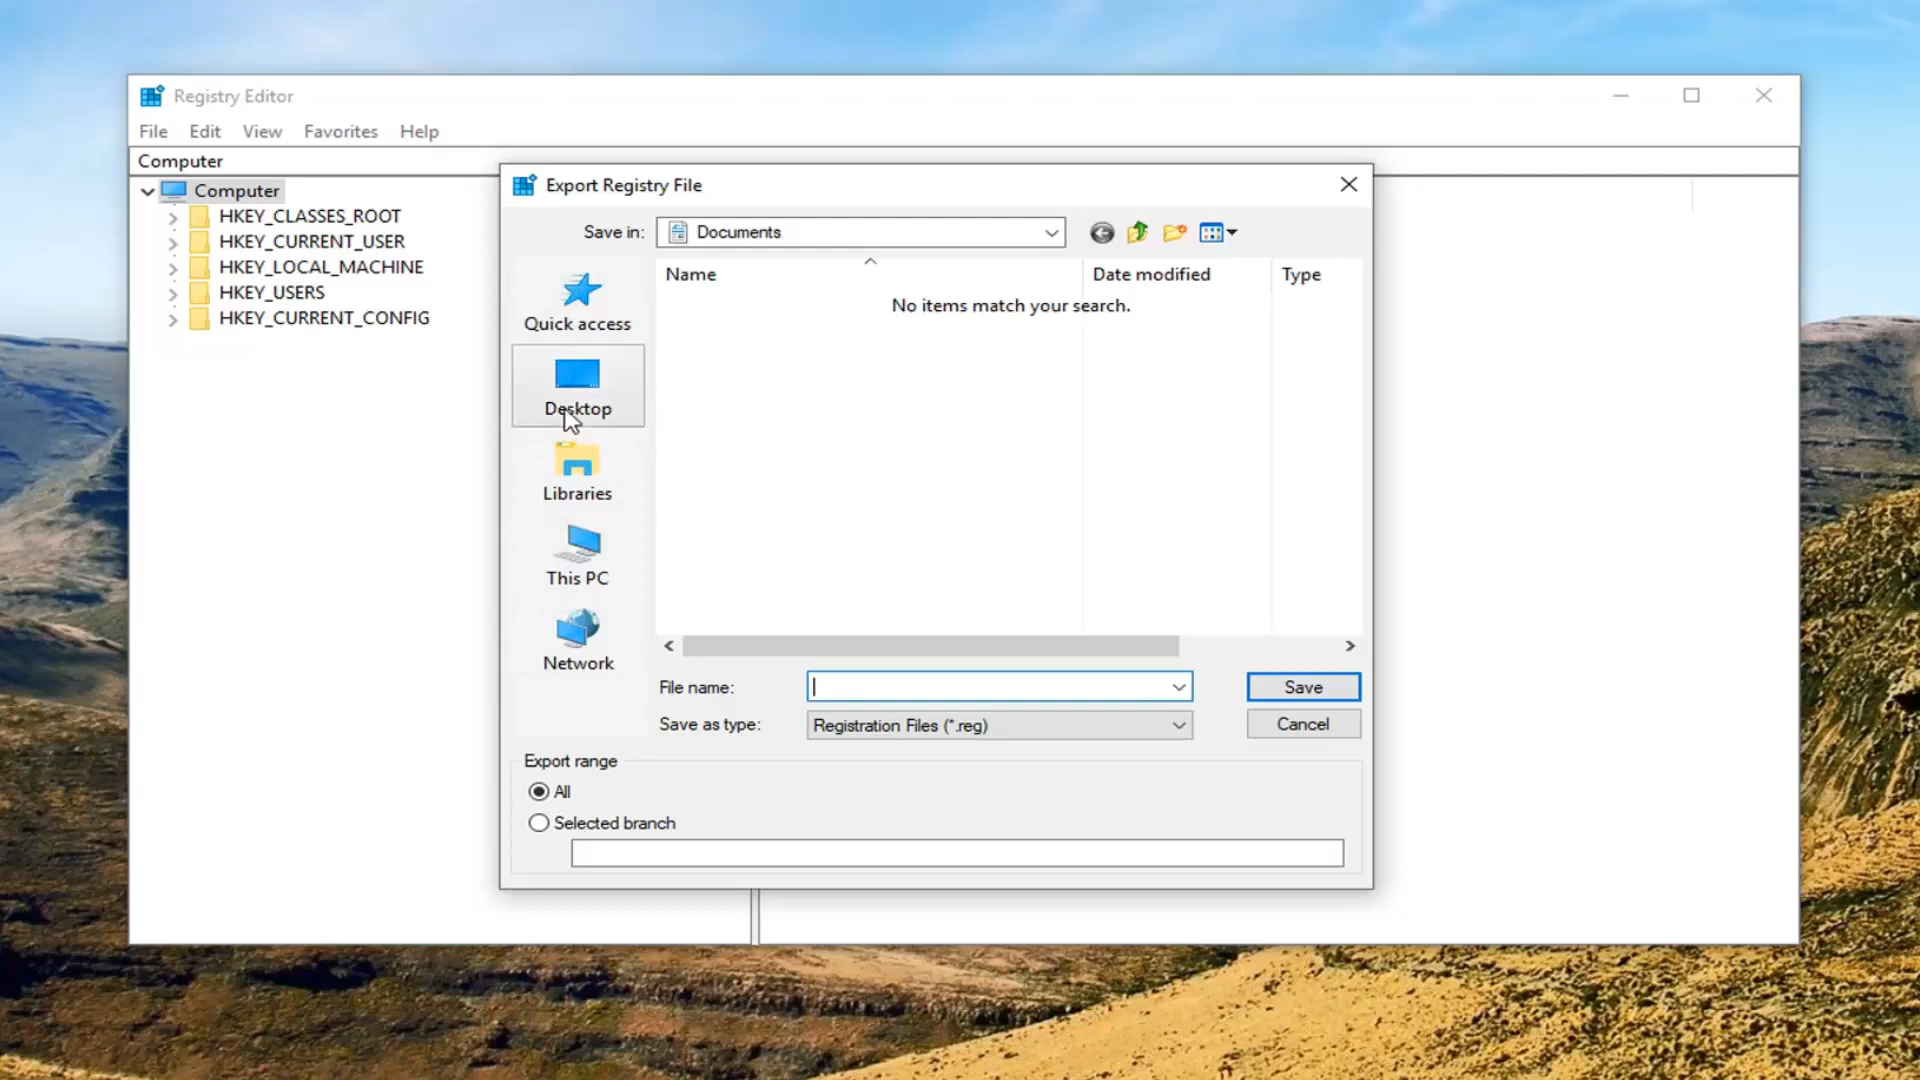 Registry Editor
File Edit View Favorites Help
Computer
Computer
HKEY_CLASSES_ROOT
HKEY_CURRENT_USER
HKEY_LOCAL_MACHINE
HKEY_USERS
HKEY_CURRENT_CONFIG
Export Registry File
Save in: Documents
Quick access
Desktop
Libraries
This PC
Network
Name Date modified Type
No items match your search.
File name:
Save
Save as type: Registration Files (*.reg)
Cancel
Export range
All
Selected branch